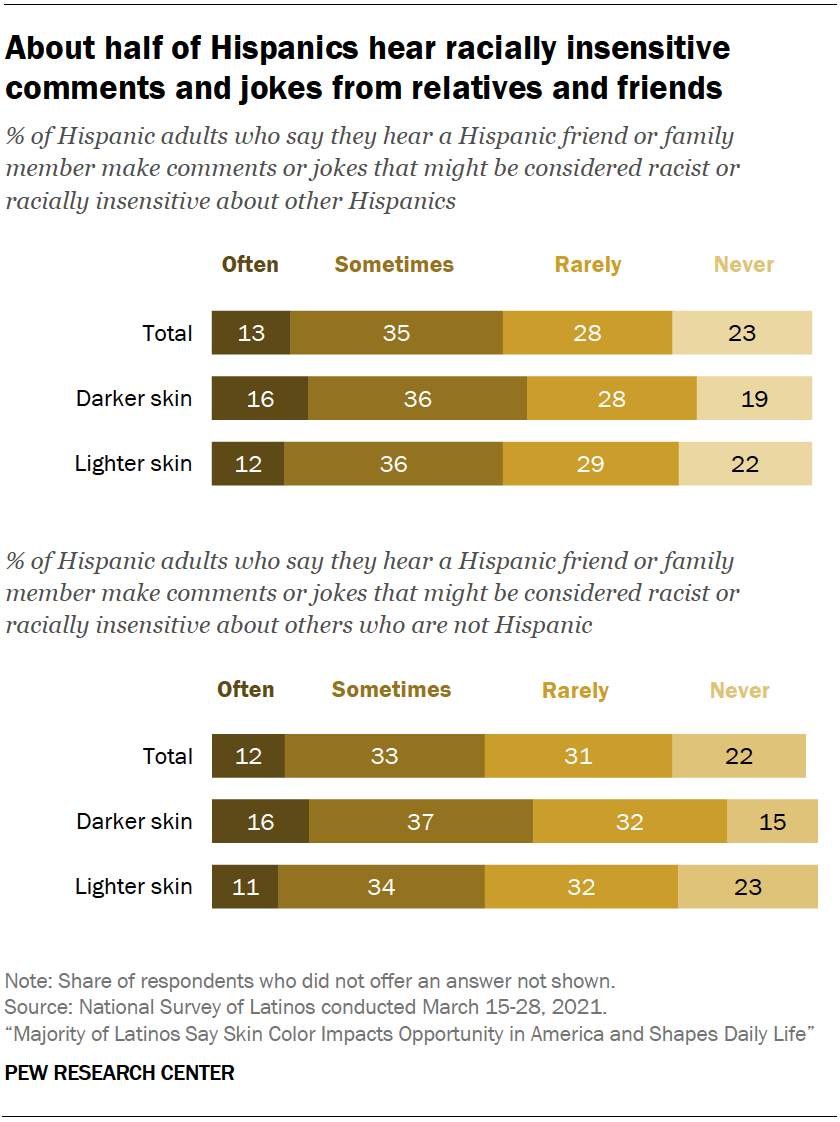 About half of Hispanics hear racially insensitive
comments and jokes from relatives and friends
% of Hispanic adults who say they hear a Hispanic friend or family
member make comments or jokes that might be considered racist or
racially insensitive about other Hispanics
Often Sometimes Rarely Never
Total 13 35 28 23
Darker skin 16 36 28 19
Lighter skin 12 36 29 22
% of Hispanic adults who say they hear a Hispanic friend or family
member make comments or jokes that might be considered racist or
racially insensitive about others who are not Hispanic
Often Sometimes Rarely Never
Total 12 33 31 22
Darker skin 16 37 32 15
Lighter skin 11 34 32 23
Note: Share of respondents who did not offer an answer not shown.
Source: National Survey of Latinos conducted March 15-28, 2021.
“Majority of Latinos Say Skin Color Impacts Opportunity in America and Shapes Daily Life”
PEW RESEARCH CENTER